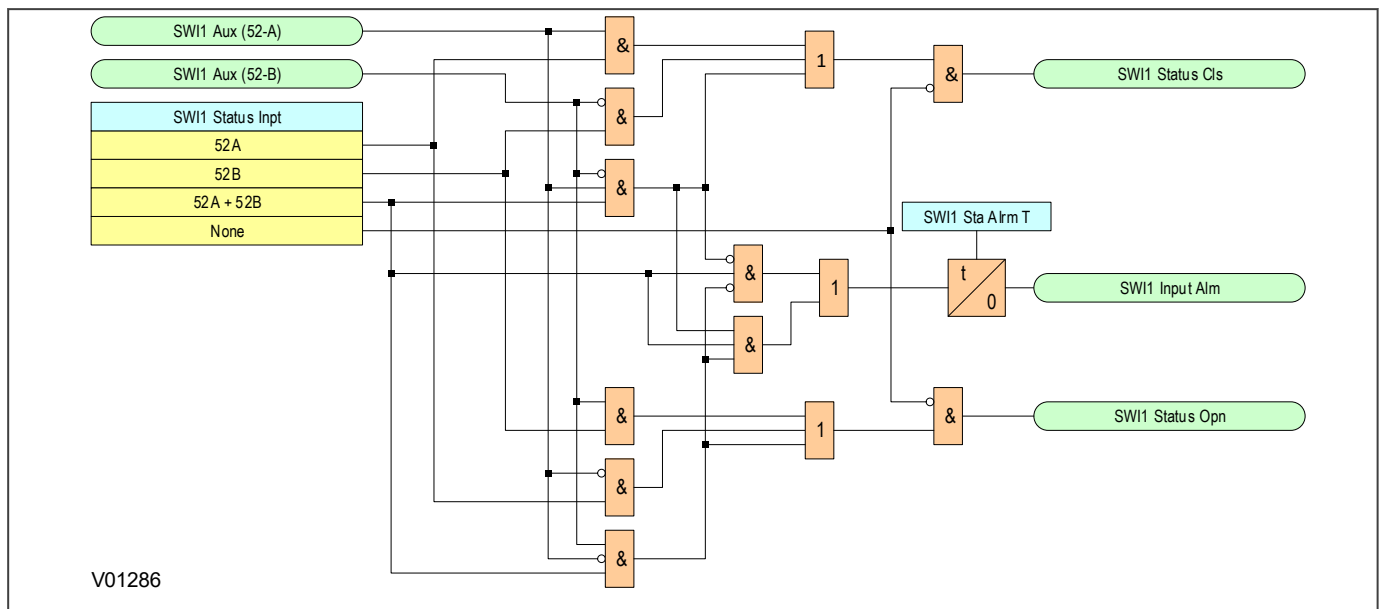 SWI1 Aux (52-A)
&
1
SWI1 Aux (52-B)
&
SWI1 Status Cls
&
SWI1 Status Inpt
52A
52B
&
52A + 52B
SWI1 Sta Alrm T
None
&
1
t
0
SWI1 Input Alm
&
&
1
&
SWI1 Status Opn
&
&
V01286